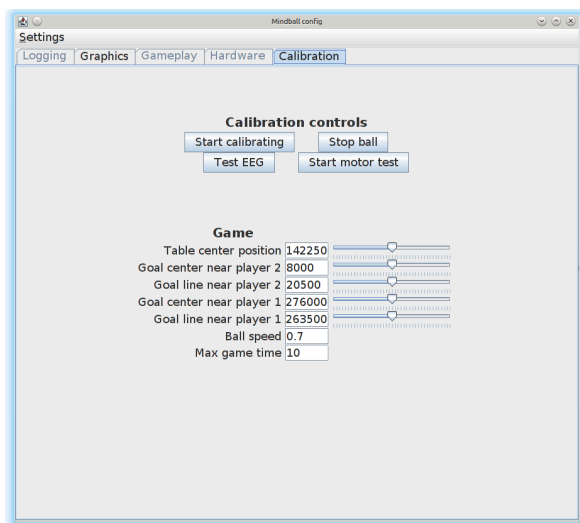 Mindball config
Settings
Logging Graphics Gameplay Hardware Calibration
Calibration controls
Start calibrating Stop ball
Test EEG Start motor test
Game
Table center position 142250
Goal center near player 2 8000
Goal line near player 2 20500
Goal center near player 1 276000
Goal line near player 1 263500
Ball speed 0.7
Max game time 10